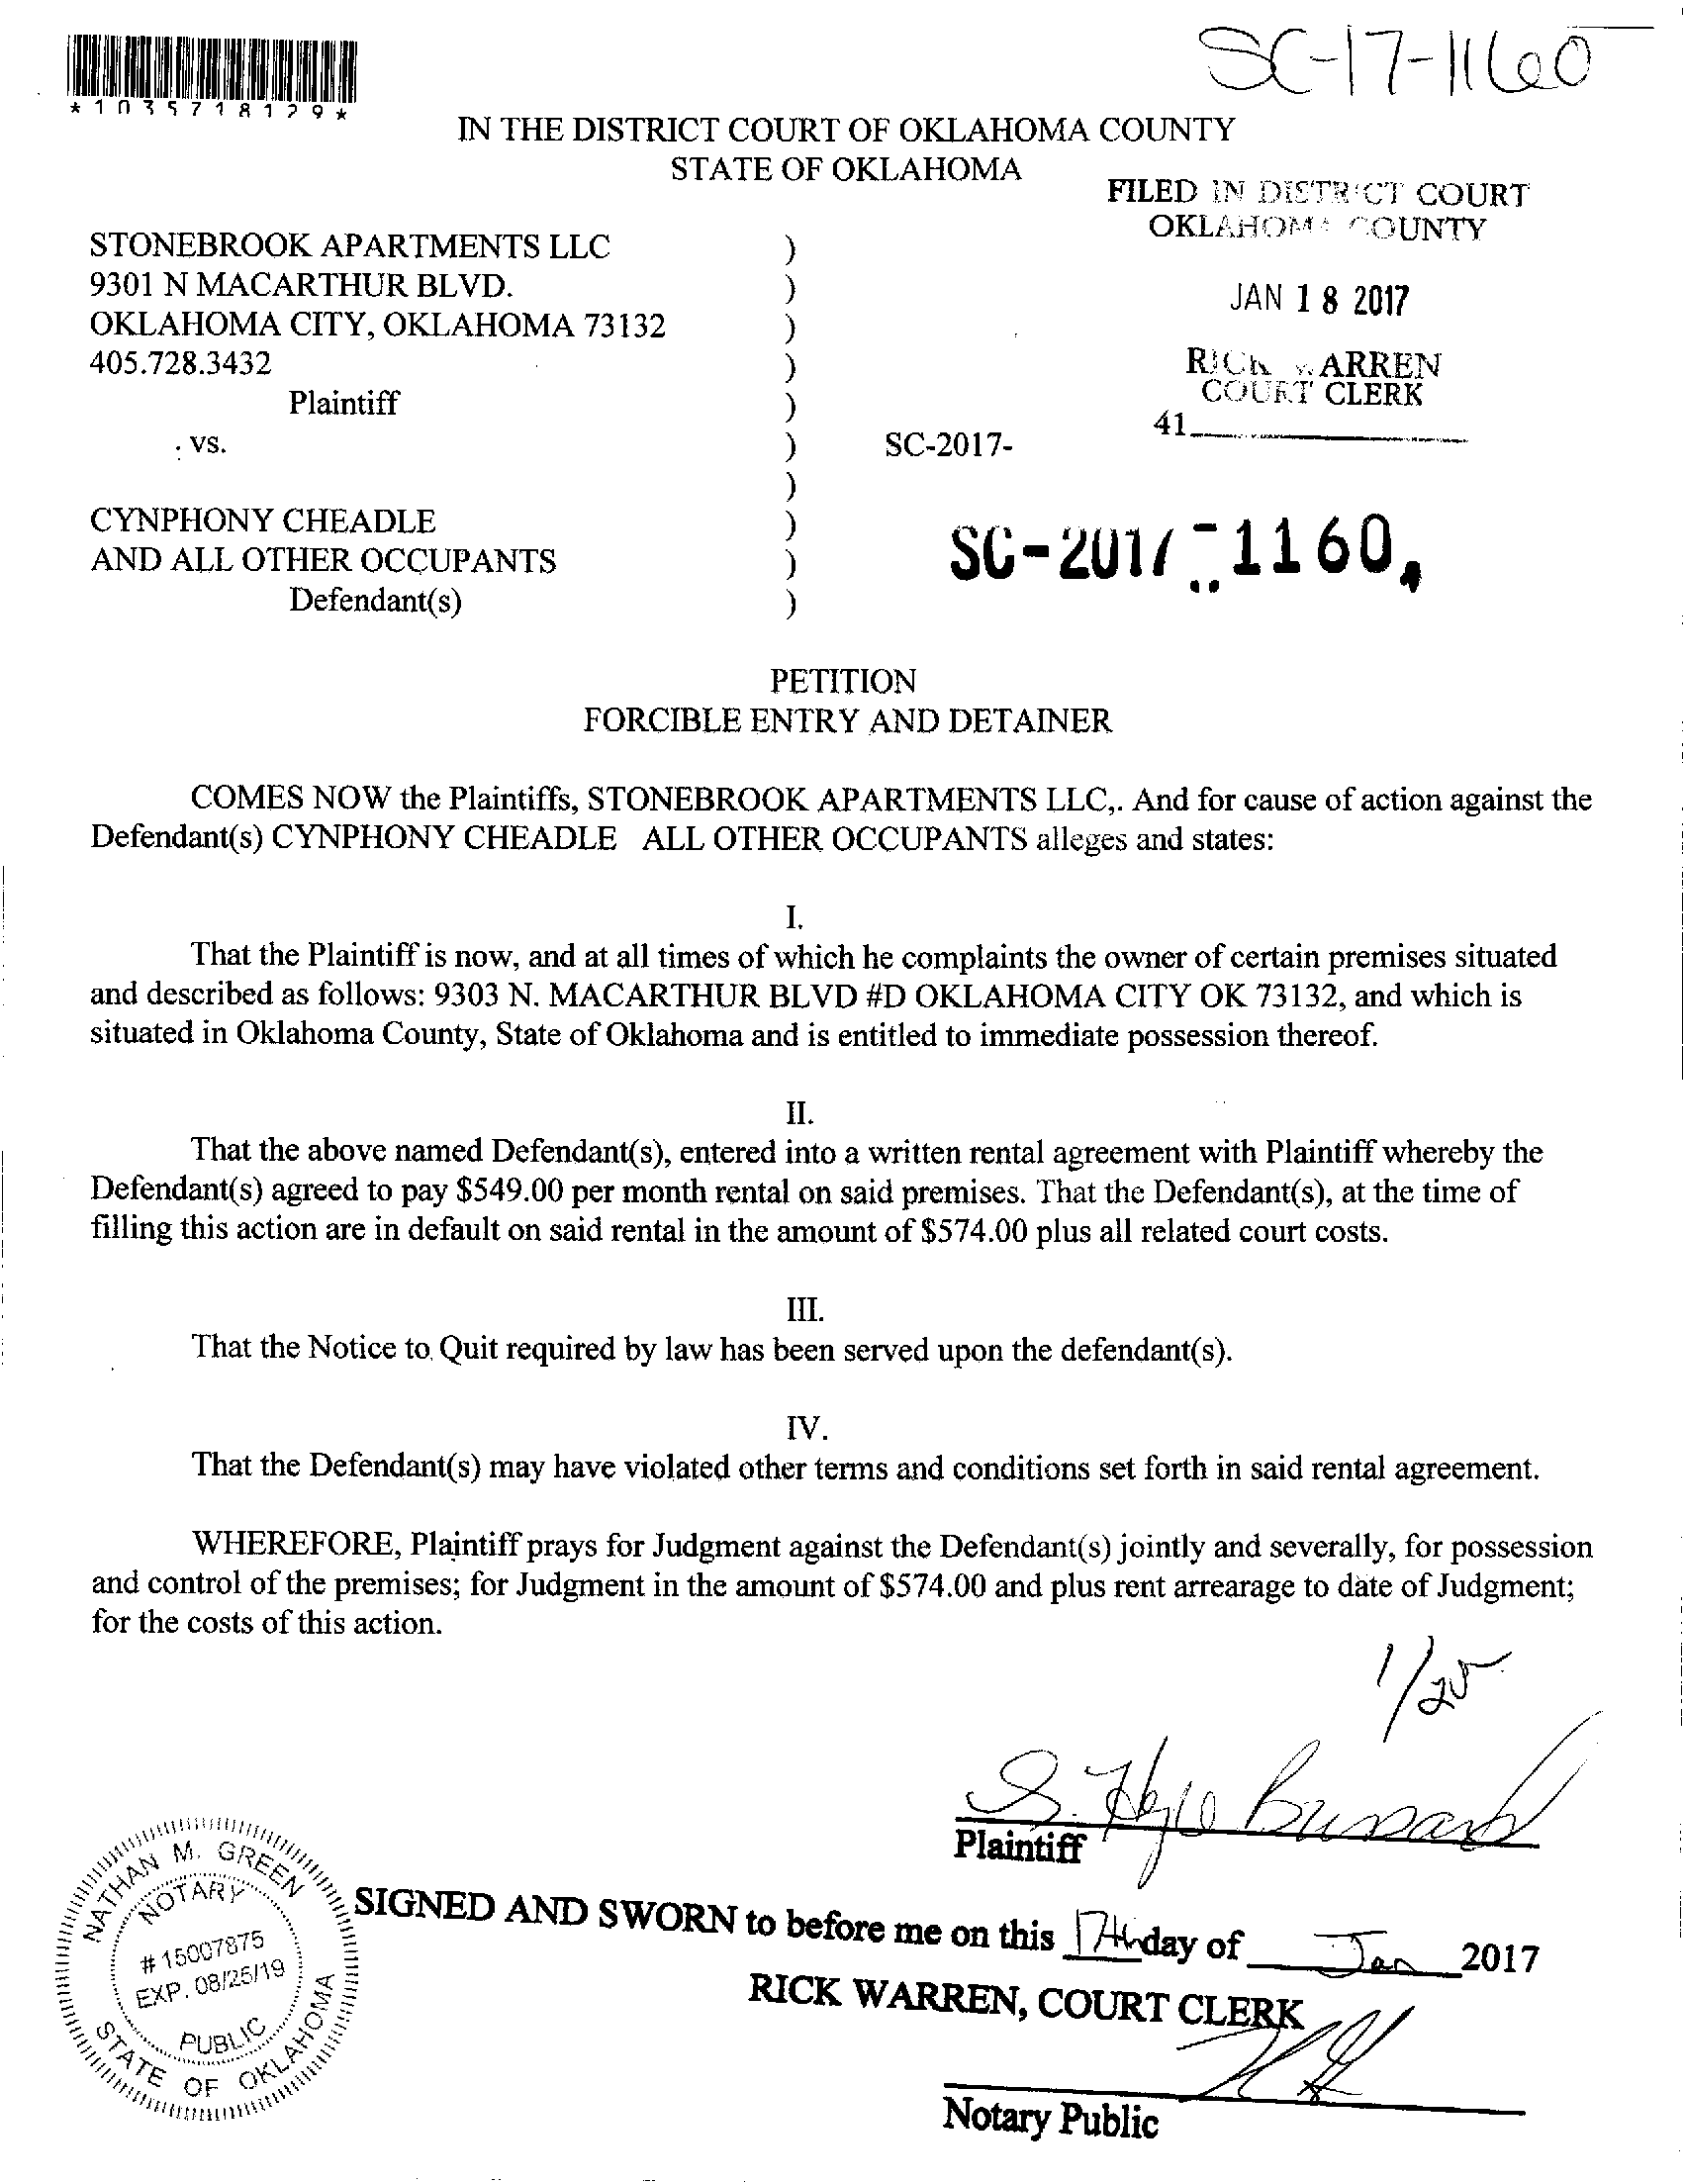 SC-17-1160
*1035718129*
IN THE DISTRICT COURT OF OKLAHOMA COUNTY
STATE OF OKLAHOMA
FILED IN DISTRICT COURT
OKLAHOMA COUNTY
STONEBROOK APARTMENTS LLC )
9301 N MACARTHUR BLVD. )
JAN 18 2017
OKLAHOMA CITY, OKLAHOMA 73132 )
405.728.3432 )
RICK WARREN
COURT CLERK
Plaintiff )
41
vs. ) SC-2017-
)
CYNPHONY CHEADLE )
AND ALL OTHER OCCUPANTS )
SC-2017-1160
Defendant(s) )
PETITION
FORCIBLE ENTRY AND DETAINER
COMES NOW the Plaintiffs, STONEBROOK APARTMENTS LLC,. And for cause of action against the
Defendant(s) CYNPHONY CHEADLE ALL OTHER OCCUPANTS alleges and states:
I.
That the Plaintiff is now, and at all times of which he complaints the owner of certain premises situated
and described as follows: 9303 N. MACARTHUR BLVD #D OKLAHOMA CITY OK 73132, and which is
situated in Oklahoma County, State of Oklahoma and is entitled to immediate possession thereof.
II.
That the above named Defendant(s), entered into a written rental agreement with Plaintiff whereby the
Defendant(s) agreed to pay $549.00 per month rental on said premises. That the Defendant(s), at the time of
filling this action are in default on said rental in the amount of $574.00 plus all related court costs.
III.
That the Notice to Quit required by law has been served upon the defendant(s).
IV.
That the Defendant(s) may have violated other terms and conditions set forth in said rental agreement.
WHEREFORE, Plaintiff prays for Judgment against the Defendant(s) jointly and severally, for possession
and control of the premises; for Judgment in the amount of $574.00 and plus rent arrearage to date of Judgment;
for the costs of this action.
1/25
S.
Plaintiff
NATHAN M. GREEN
NOTARY
# 15007875
EXP. 08/25/19
PUBLIC
STATE OF OKLAHOMA
SIGNED AND SWORN to before me on this 17th day of Jan 2017
RICK WARREN, COURT CLERK
Notary Public